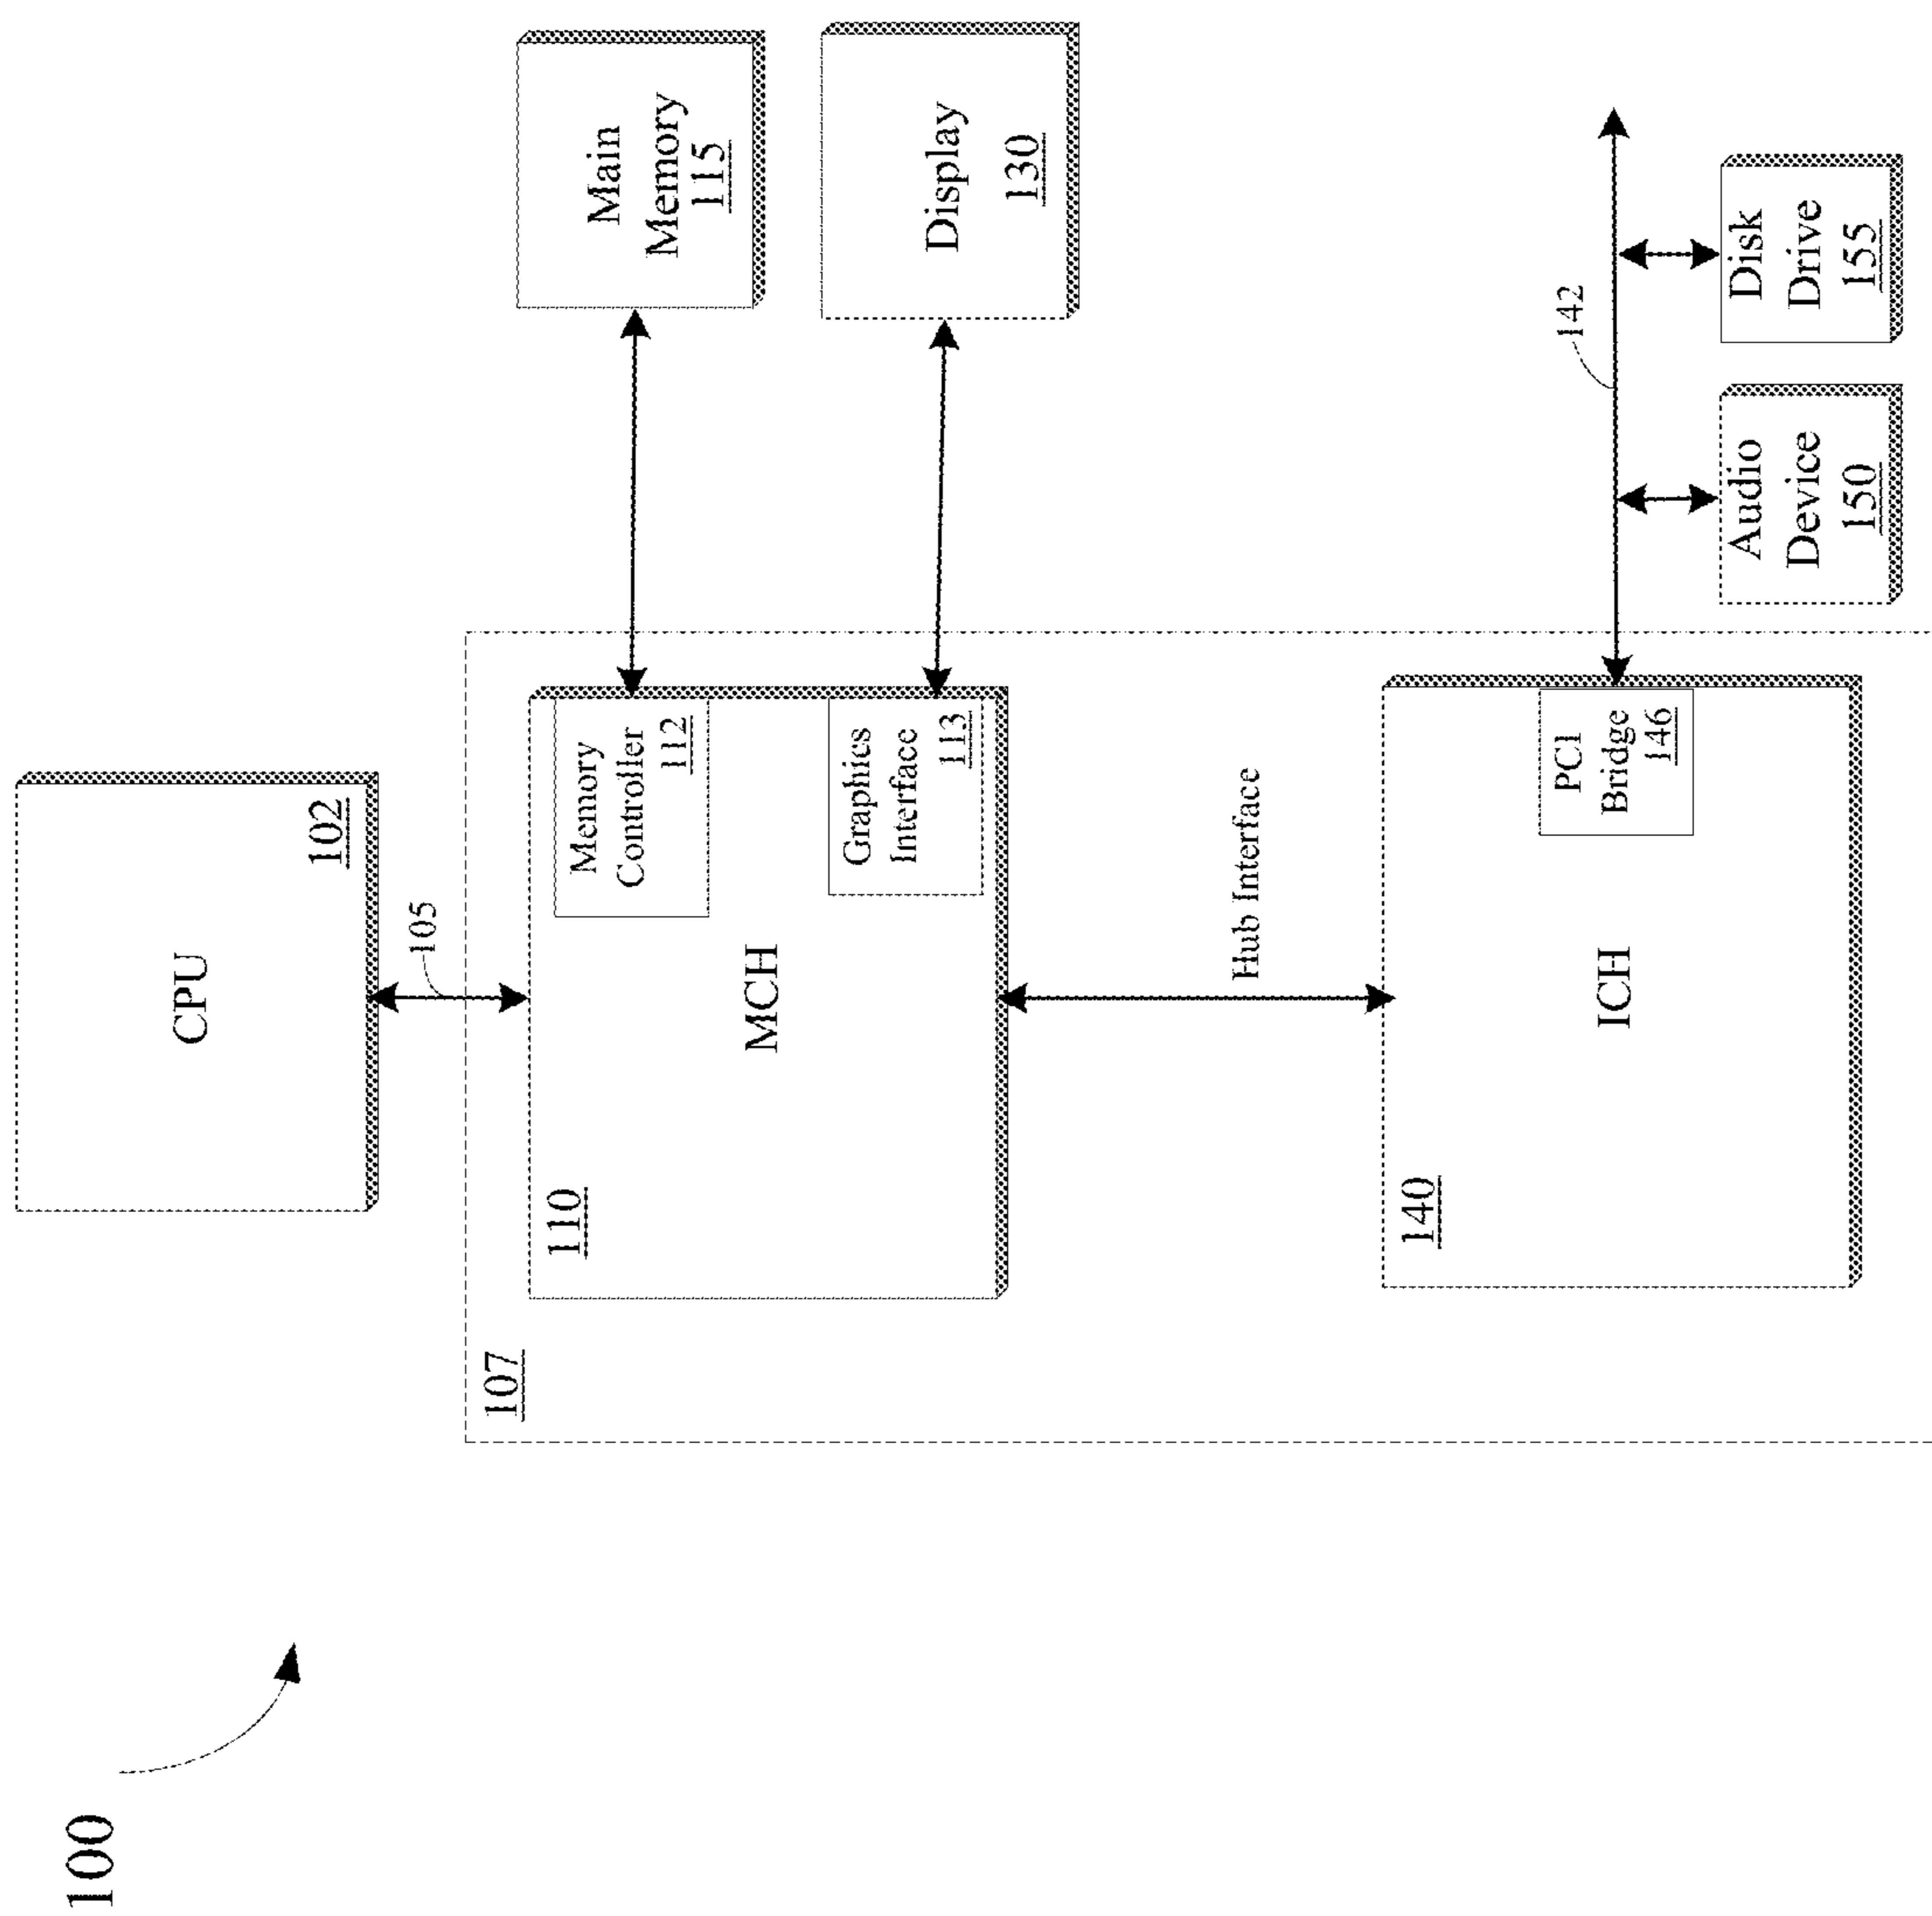 100
CPU
102
105
107
110
MCH
Memory
Controller
112
Graphics
Interface
113
Main
Memory
115
Display
130
Hub Interface
140
ICH
PCI
Bridge
146
142
Audio
Device
150
Disk
Drive
155